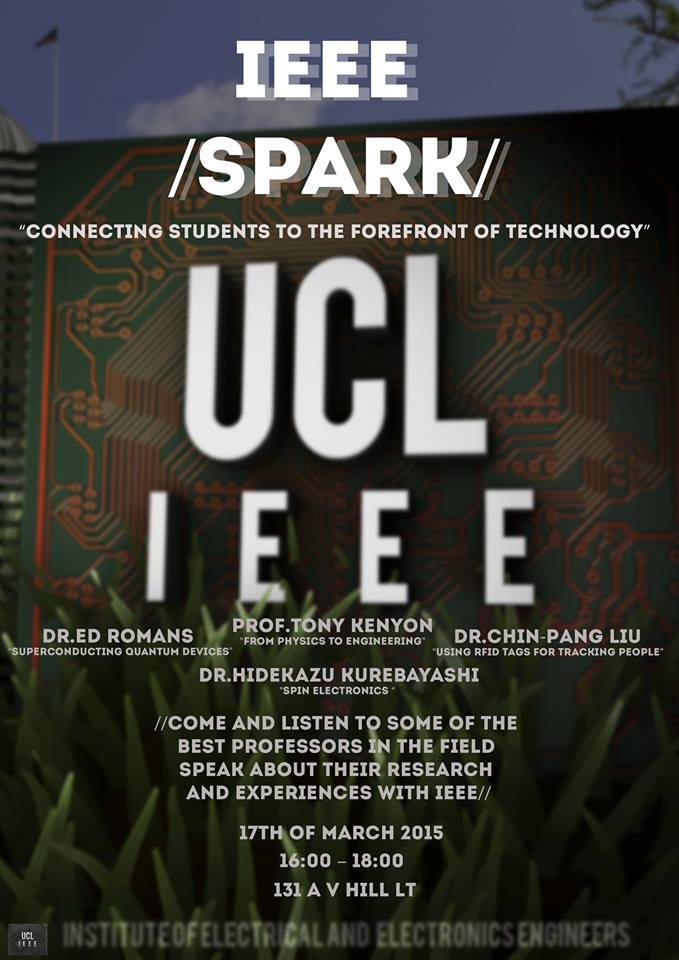 IEEE
/SPARK//
“CONNECTING STUDENTS TO THE FOREFRONT OF TECHNOLOGY”
UCL
IEEE
DR.ED ROMANS
"SUPERCONDUCTING QUANTUM DEVICES"
PROF.TONY KENYON
"FROM PHYSICS TO ENGINEERING"
DR.CHIN-PANG LIU
"USING RFID TAGS FOR TRACKING PEOPLE"
DR.HIDEKAZU KUREBAYASHI
"SPIN ELECTRONICS "
//COME AND LISTEN TO SOME OF THE
BEST PROFESSORS IN THE FIELD
SPEAK ABOUT THEIR RESEARCH
AND EXPERIENCES WITH IEEE//
17TH OF MARCH 2015
16:00 – 18:00
131 A V HILL LT
UCL
IEEE
INSTITUTE OF ELECTRICAL AND ELECTRONICS ENGINEERS